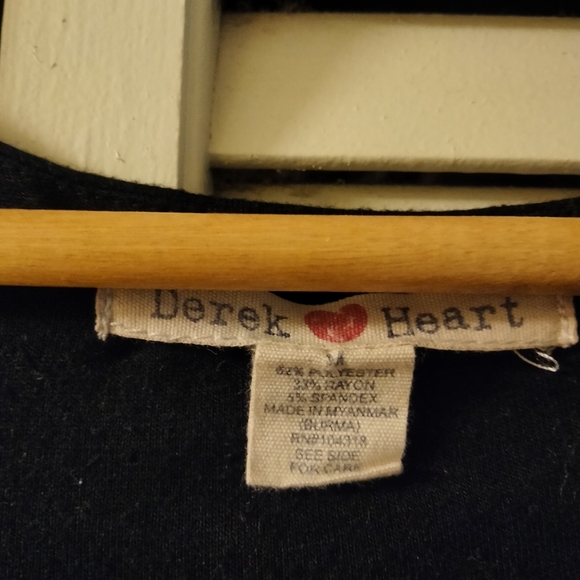 Derek Heart
M
62% POLYESTER
33% RAYON
5% SPANDEX
MADE IN MYANMAR
(BURMA)
RN#104318
SEE SIDE
FOR CARE